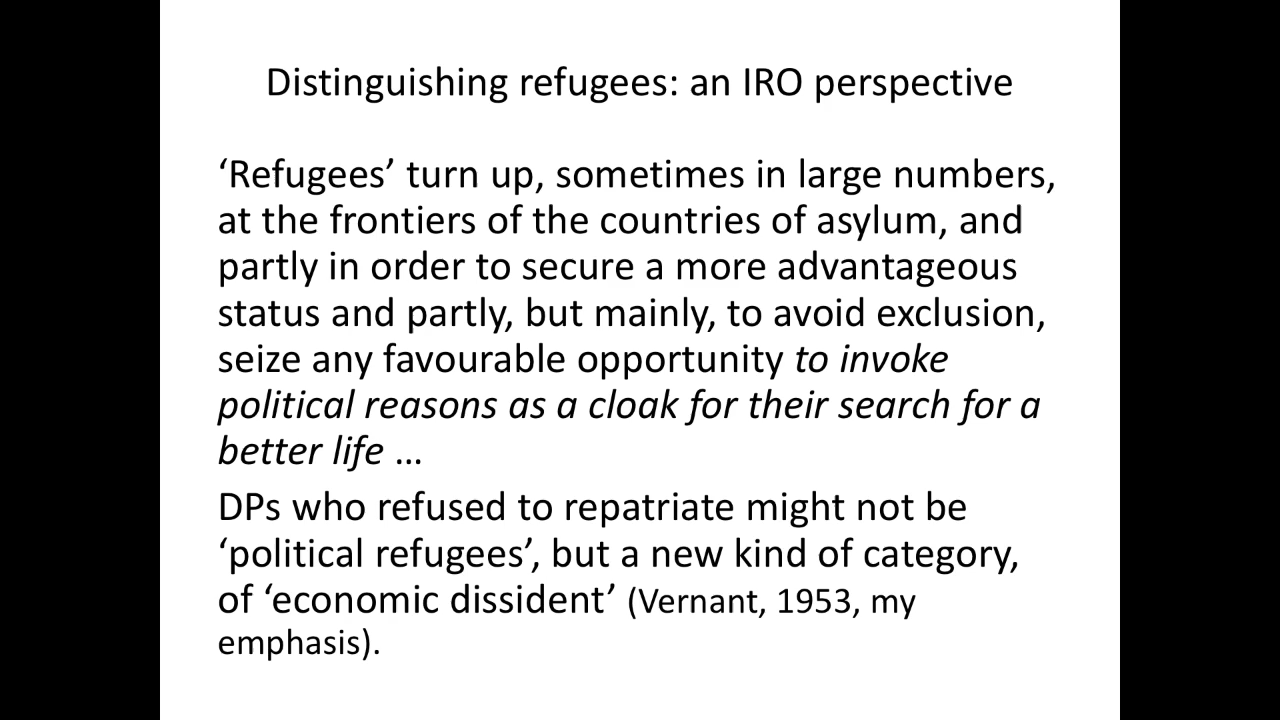 Distinguishing refugees: an IRO perspective
‘Refugees’ turn up, sometimes in large numbers,
at the frontiers of the countries of asylum, and
partly in order to secure a more advantageous
status and partly, but mainly, to avoid exclusion,
seize any favourable opportunity to invoke
political reasons as a cloak for their search for a
better life …
DPs who refused to repatriate might not be
‘political refugees’, but a new kind of category,
of ‘economic dissident’ (Vernant, 1953, my
emphasis).